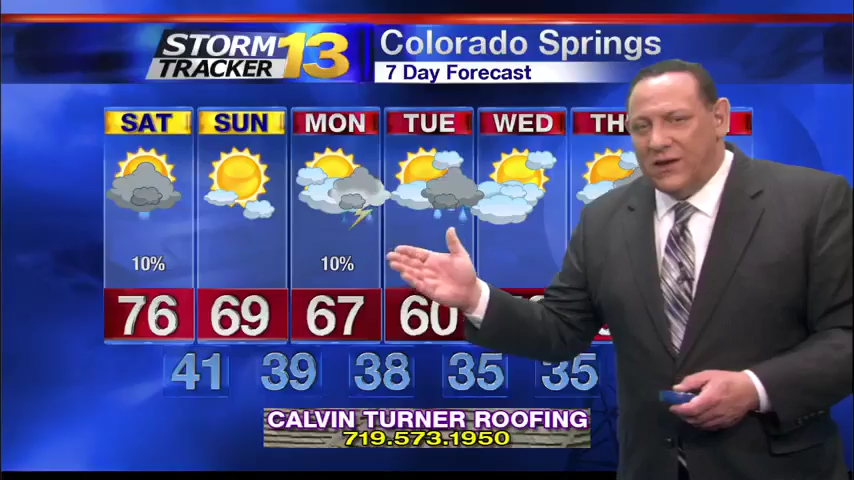 STORM
TRACKER 13
Colorado Springs
7 Day Forecast
SAT SUN MON TUE WED
10% 10%
76 69 67 60
41 39 38 35 35
CALVIN TURNER ROOFING
719.573.1950